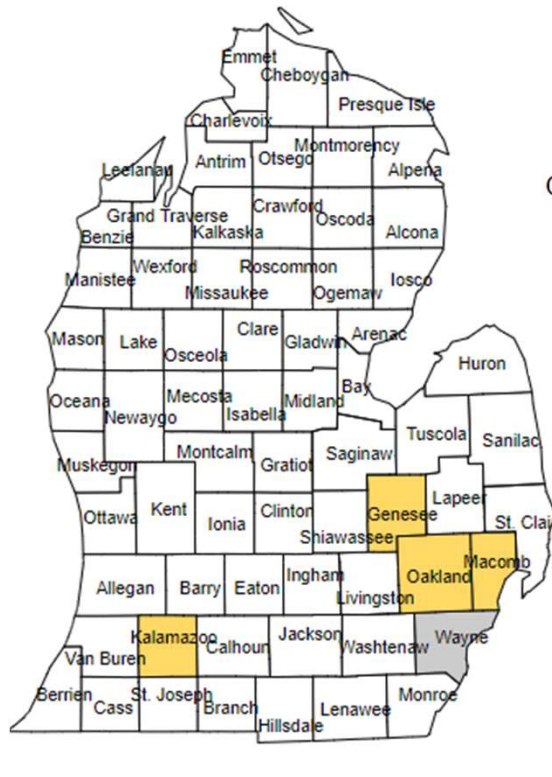 Emmet
Cheboygan
Presque Isle
Charlevoix
Leelanau
Antrim
Otsego
Montmorency
Alpena
Benzie
Grand Traverse
Kalkaska
Crawford
Oscoda
Alcona
Manistee
Wexford
Missaukee
Roscommon
Ogemaw
Iosco
Mason
Lake
Osceola
Clare
Gladwin
Arenac
Huron
Oceana
Newaygo
Mecosta
Isabella
Midland
Bay
Tuscola
Sanilac
Muskegon
Montcalm
Gratiot
Saginaw
Ottawa
Kent
Ionia
Clinton
Shiawassee
Genesee
Lapeer
St. Clai
Allegan
Barry
Eaton
Ingham
Livingston
Oakland
Macomb
Van Buren
Kalamazoo
Calhoun
Jackson
Washtenaw
Wayne
Berrien
Cass
St. Joseph
Branch
Hillsdale
Lenawee
Monroe